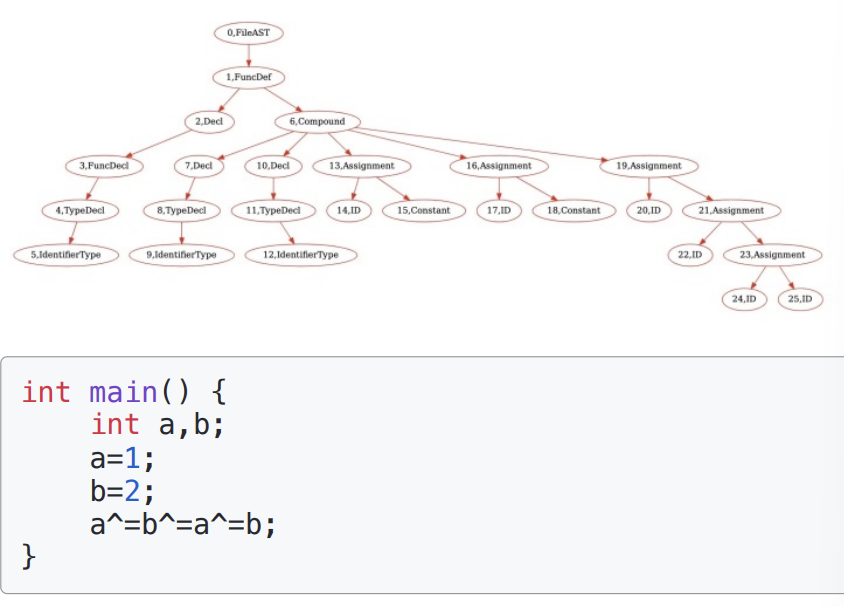 0,FileAST
1,FuncDef
2,Decl 6,Compound
3,FuncDecl 7,Decl 10,Decl 13,Assignment 16,Assignment 19,Assignment
4,TypeDecl 8,TypeDecl 11,TypeDecl 14,ID 15,Constant 17,ID 18,Constant 20,ID 21,Assignment
5,IdentifierType 9,IdentifierType 12,IdentifierType 22,ID 23,Assignment
24,ID 25,ID
int main() {
    int a,b;
    a=1;
    b=2;
    a^=b^=a^=b;
}